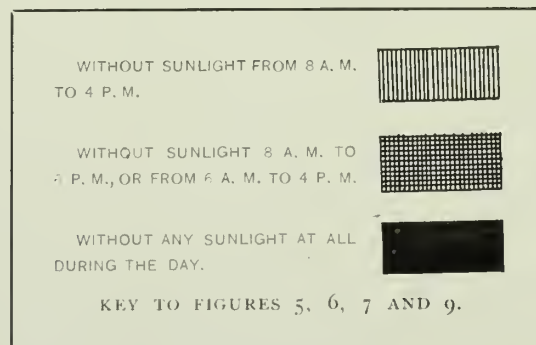 WITHOUT SUNLIGHT FROM 8 A. M.
TO 4 P. M.
WITHOUT SUNLIGHT 8 A. M. TO
P. M., OR FROM 6 A. M. TO 4 P. M.
WITHOUT ANY SUNLIGHT AT ALL
DURING THE DAY.
KEY TO FIGURES 5, 6, 7 AND 9.